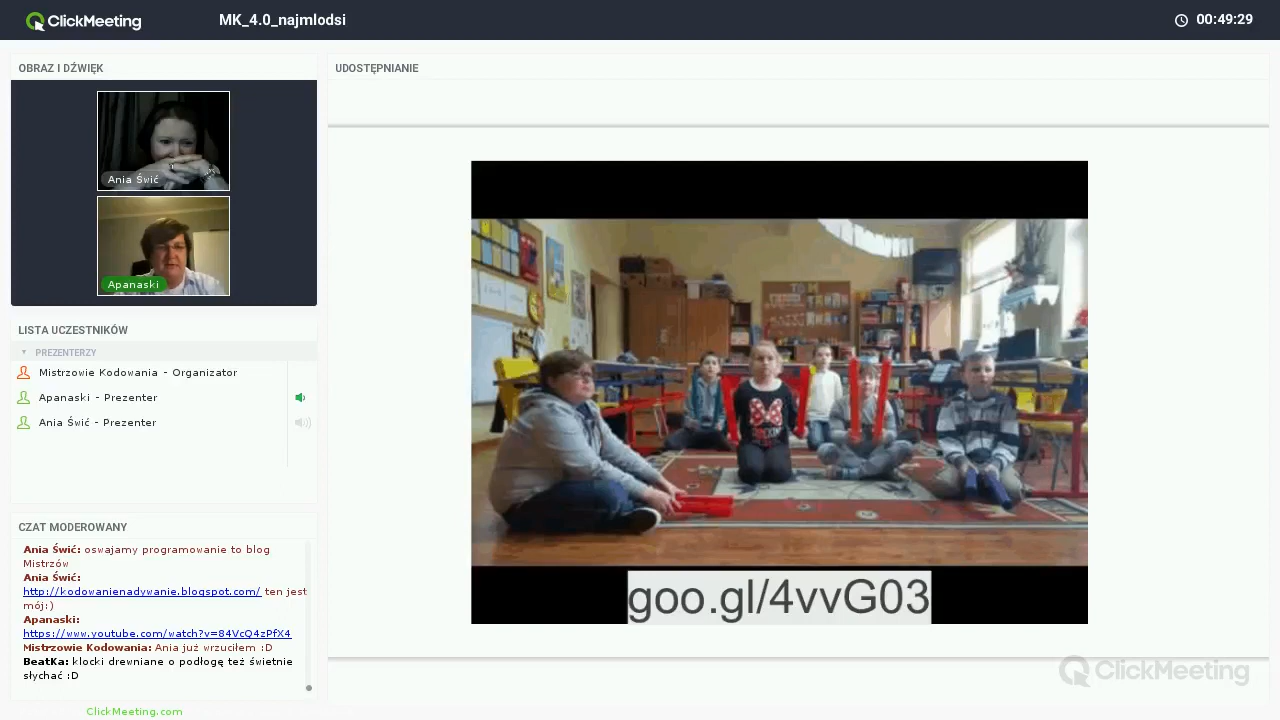 ClickMeeting
MK_4.0_najmlodsi
00:49:29
OBRAZ I DŹWIĘK
Ania Świć
Apanaski
LISTA UCZESTNIKÓW
PREZENTERZY
Mistrzowie Kodowania - Organizator
Apanaski - Prezenter
Ania Świć - Prezenter
CZAT MODEROWANY
Ania Świć: oswajamy programowanie to blog
Mistrzów
Ania Świć:
http://kodowanienadywanie.blogspot.com/ ten jest
mój:)
Apanaski:
https://www.youtube.com/watch?v=84VcQ4zPfX4
Mistrzowie Kodowania: Ania już wrzuciłem :D
BeatKa: klocki drewniane o podłogę też świetnie
słychać :D
ClickMeeting.com
UDOSTĘPNIANIE
goo.gl/4vvG03
ClickMeeting